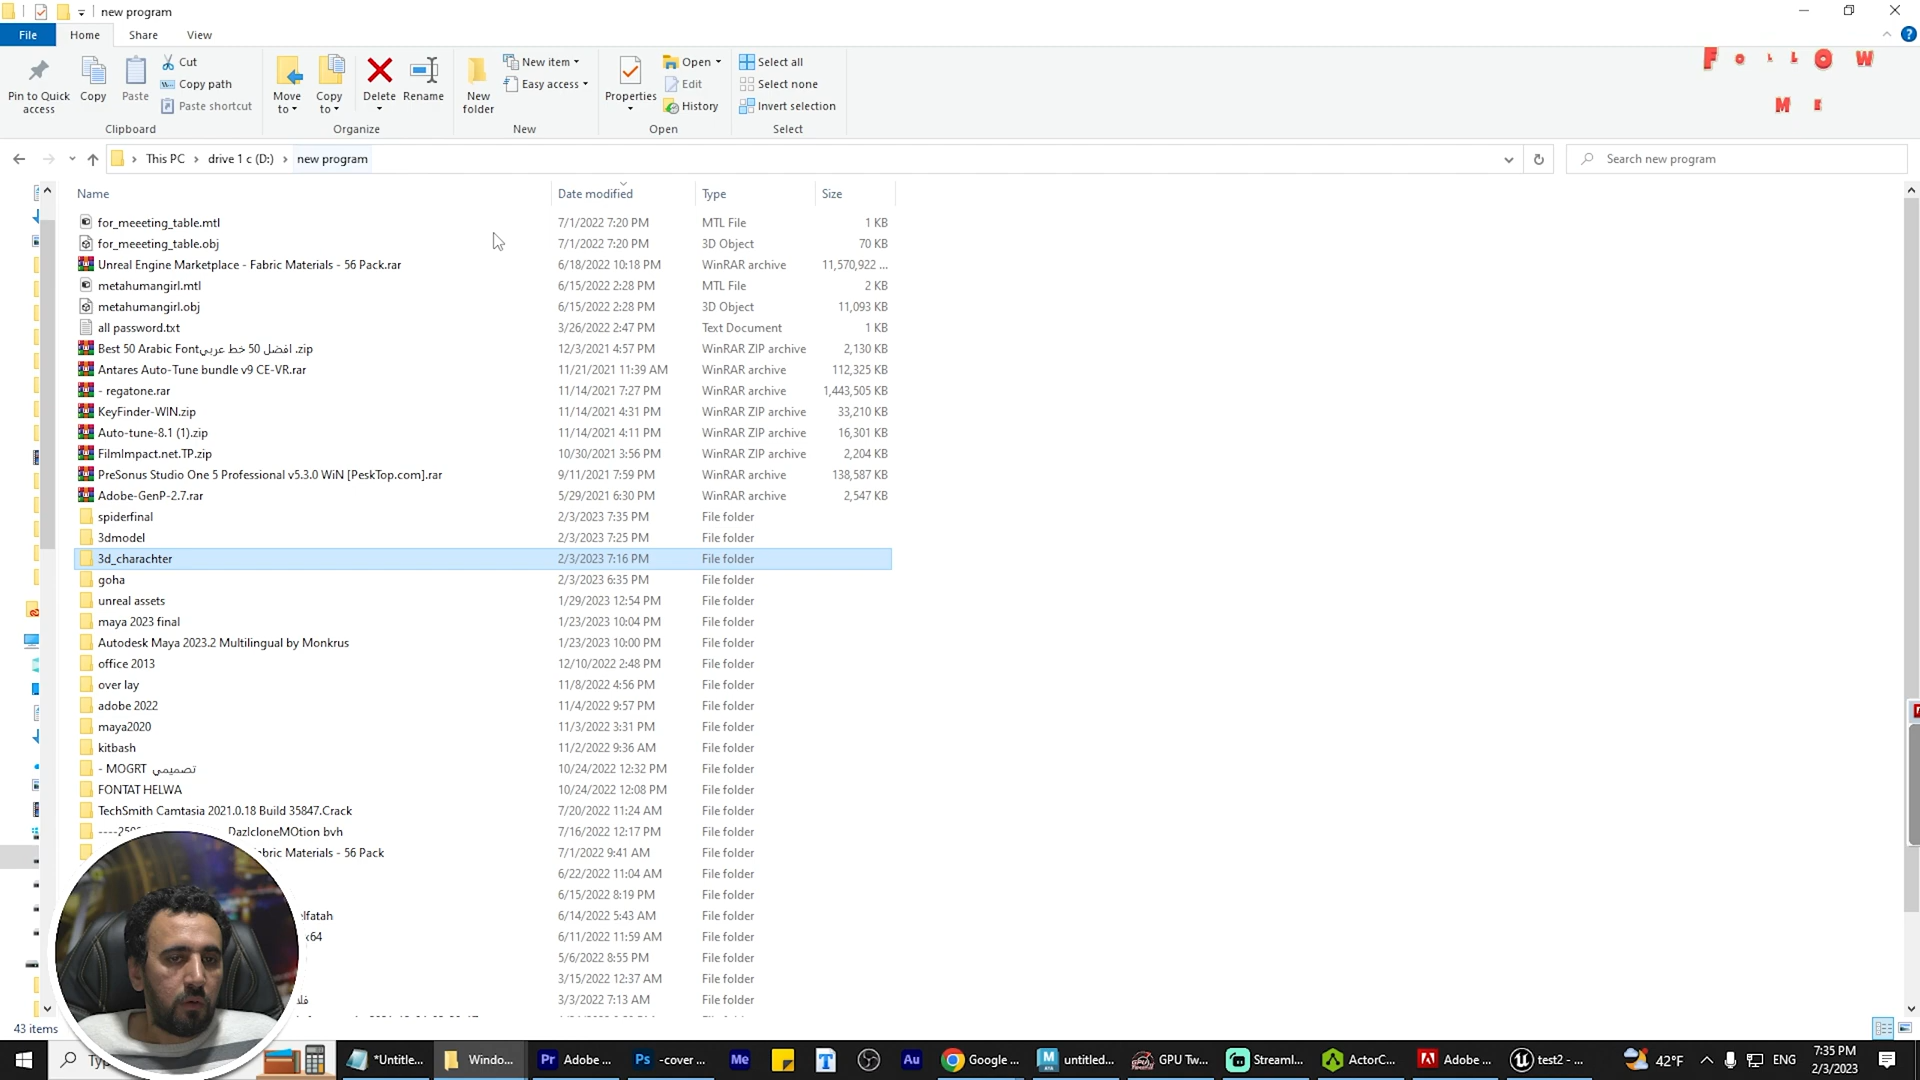 new program
File Home Share View
Pin to Quick access
Copy
Paste
Cut
Copy path
Paste shortcut
Clipboard
Move to
Copy to
Delete
Rename
Organize
New folder
New item
Easy access
New
Properties
Open
Edit
History
Open
Select all
Select none
Invert selection
Select
FOLLOW
ME
This PC > drive 1 c (D:) > new program
Search new program
Name Date modified Type Size
for_meeeting_table.mtl 7/1/2022 7:20 PM MTL File 1 KB
for_meeeting_table.obj 7/1/2022 7:20 PM 3D Object 70 KB
Unreal Engine Marketplace - Fabric Materials - 56 Pack.rar 6/18/2022 10:18 PM WinRAR archive 11,570,922 ...
metahumangirl.mtl 6/15/2022 2:28 PM MTL File 2 KB
metahumangirl.obj 6/15/2022 2:28 PM 3D Object 11,093 KB
all password.txt 3/26/2022 2:47 PM Text Document 1 KB
Best 50 Arabic Fontافضل 50 خط عربي .zip 12/3/2021 4:57 PM WinRAR ZIP archive 2,130 KB
Antares Auto-Tune bundle v9 CE-VR.rar 11/21/2021 11:39 AM WinRAR archive 112,325 KB
- regatone.rar 11/14/2021 7:27 PM WinRAR archive 1,443,505 KB
KeyFinder-WIN.zip 11/14/2021 4:31 PM WinRAR ZIP archive 33,210 KB
Auto-tune-8.1 (1).zip 11/14/2021 4:11 PM WinRAR ZIP archive 16,301 KB
FilmImpact.net.TP.zip 10/30/2021 3:56 PM WinRAR ZIP archive 2,204 KB
PreSonus Studio One 5 Professional v5.3.0 WiN [PeskTop.com].rar 9/11/2021 7:59 PM WinRAR archive 138,587 KB
Adobe-GenP-2.7.rar 5/29/2021 6:30 PM WinRAR archive 2,547 KB
spiderfinal 2/3/2023 7:35 PM File folder
3dmodel 2/3/2023 7:25 PM File folder
3d_charachter 2/3/2023 7:16 PM File folder
goha 2/3/2023 6:35 PM File folder
unreal assets 1/29/2023 12:54 PM File folder
maya 2023 final 1/23/2023 10:04 PM File folder
Autodesk Maya 2023.2 Multilingual by Monkrus 1/23/2023 10:00 PM File folder
office 2013 12/10/2022 2:48 PM File folder
over lay 11/8/2022 4:56 PM File folder
adobe 2022 11/4/2022 9:57 PM File folder
maya2020 11/3/2022 3:31 PM File folder
kitbash 11/2/2022 9:36 AM File folder
- MOGRT تصميمي 10/24/2022 12:32 PM File folder
FONTAT HELWA 10/24/2022 12:08 PM File folder
TechSmith Camtasia 2021.0.18 Build 35847.Crack 7/20/2022 11:24 AM File folder
DazIcloneMOtion bvh 7/16/2022 12:17 PM File folder
abric Materials - 56 Pack 7/1/2022 9:41 AM File folder
6/22/2022 11:04 AM File folder
6/15/2022 8:19 PM File folder
elfatah 6/14/2022 5:43 AM File folder
x64 6/11/2022 11:59 AM File folder
5/6/2022 8:55 PM File folder
3/15/2022 12:37 AM File folder
فلا 3/3/2022 7:13 AM File folder
43 items
*Untitle... Windo... Pr Adobe ... Ps -cover ... Me T Au Google ... untitled... GPU Tw... Streaml... ActorC... Adobe ... test2 - ... 42°F ENG 7:35 PM
2/3/2023